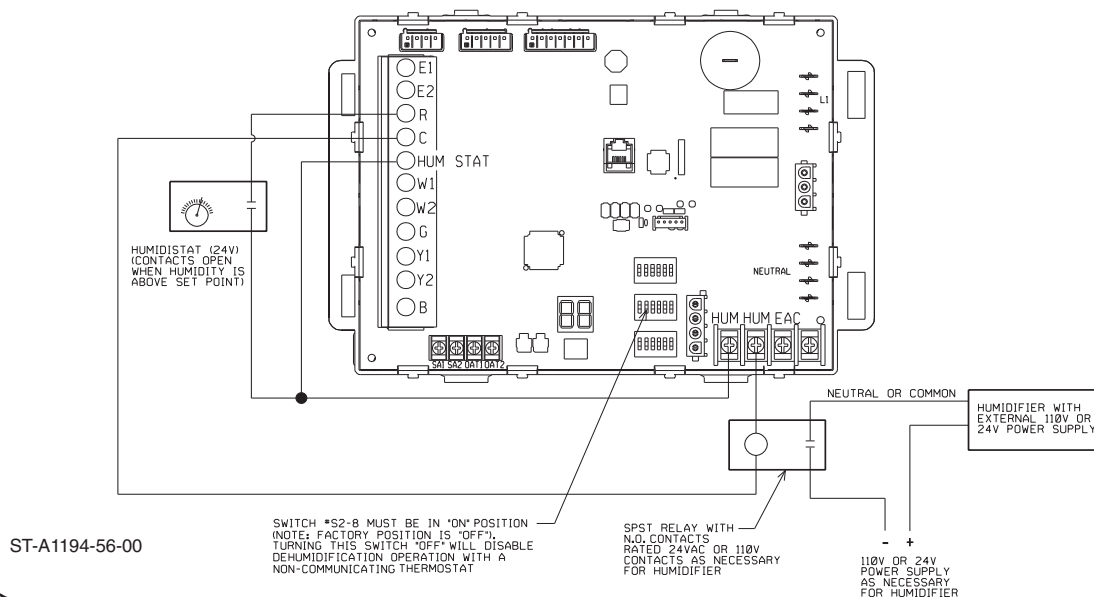 E1
E2
R
C
HUM STAT
W1
W2
G
Y1
Y2
B
L1
NEUTRAL
HUM HUM EAC
SA1 SA2 OAT1 OAT2
HUMIDISTAT (24V)
(CONTACTS OPEN
WHEN HUMIDITY IS
ABOVE SET POINT)
NEUTRAL OR COMMON
HUMIDIFIER WITH
EXTERNAL 110V OR
24V POWER SUPPLY
SWITCH #S2-8 MUST BE IN "ON" POSITION
(NOTE: FACTORY POSITION IS "OFF").
TURNING THIS SWITCH "OFF" WILL DISABLE
DEHUMIDIFICATION OPERATION WITH A
NON-COMMUNICATING THERMOSTAT
SPST RELAY WITH
N.O. CONTACTS
RATED 24VAC OR 110V
CONTACTS AS NECESSARY
FOR HUMIDIFIER
- +
110V OR 24V
POWER SUPPLY
AS NECESSARY
FOR HUMIDIFIER
ST-A1194-56-00